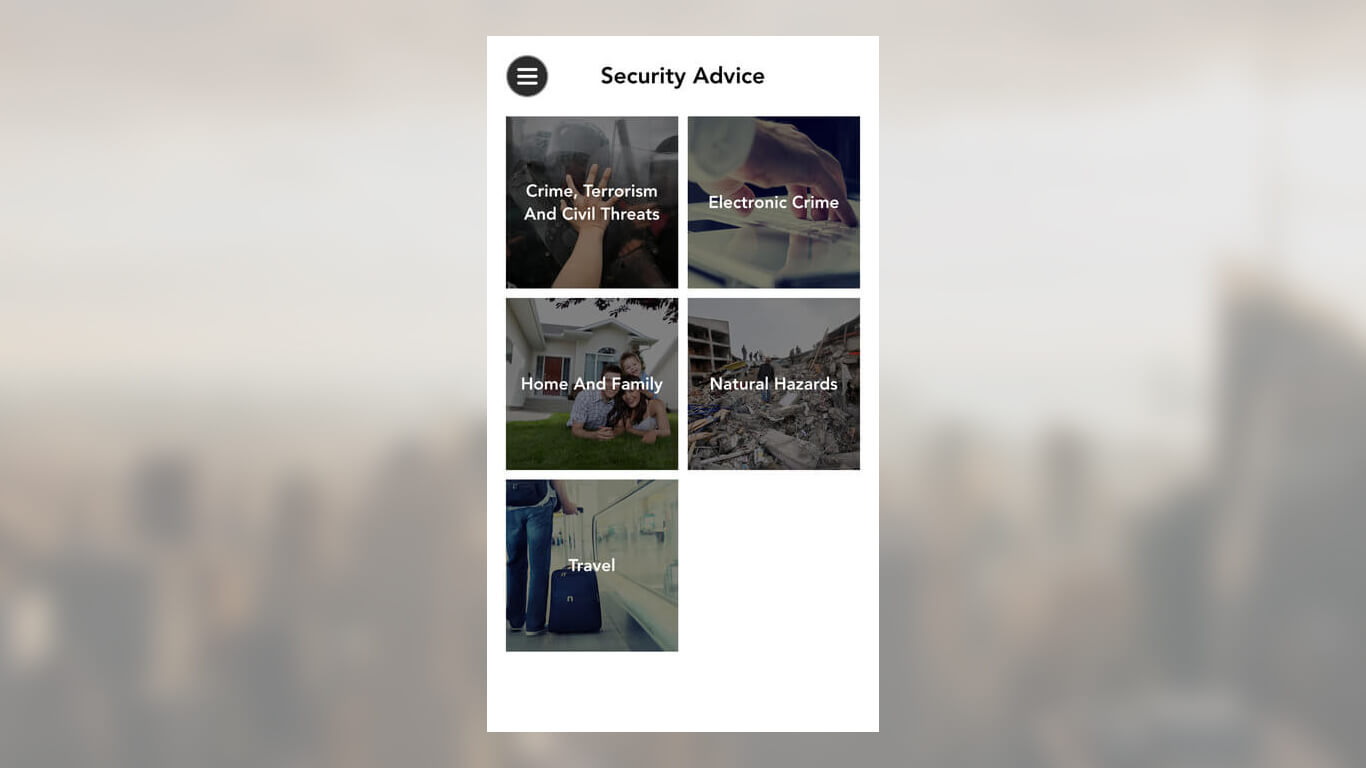 Security Advice
Crime, Terrorism
And Civil Threats
Electronic Crime
Home And Family
Natural Hazards
Travel